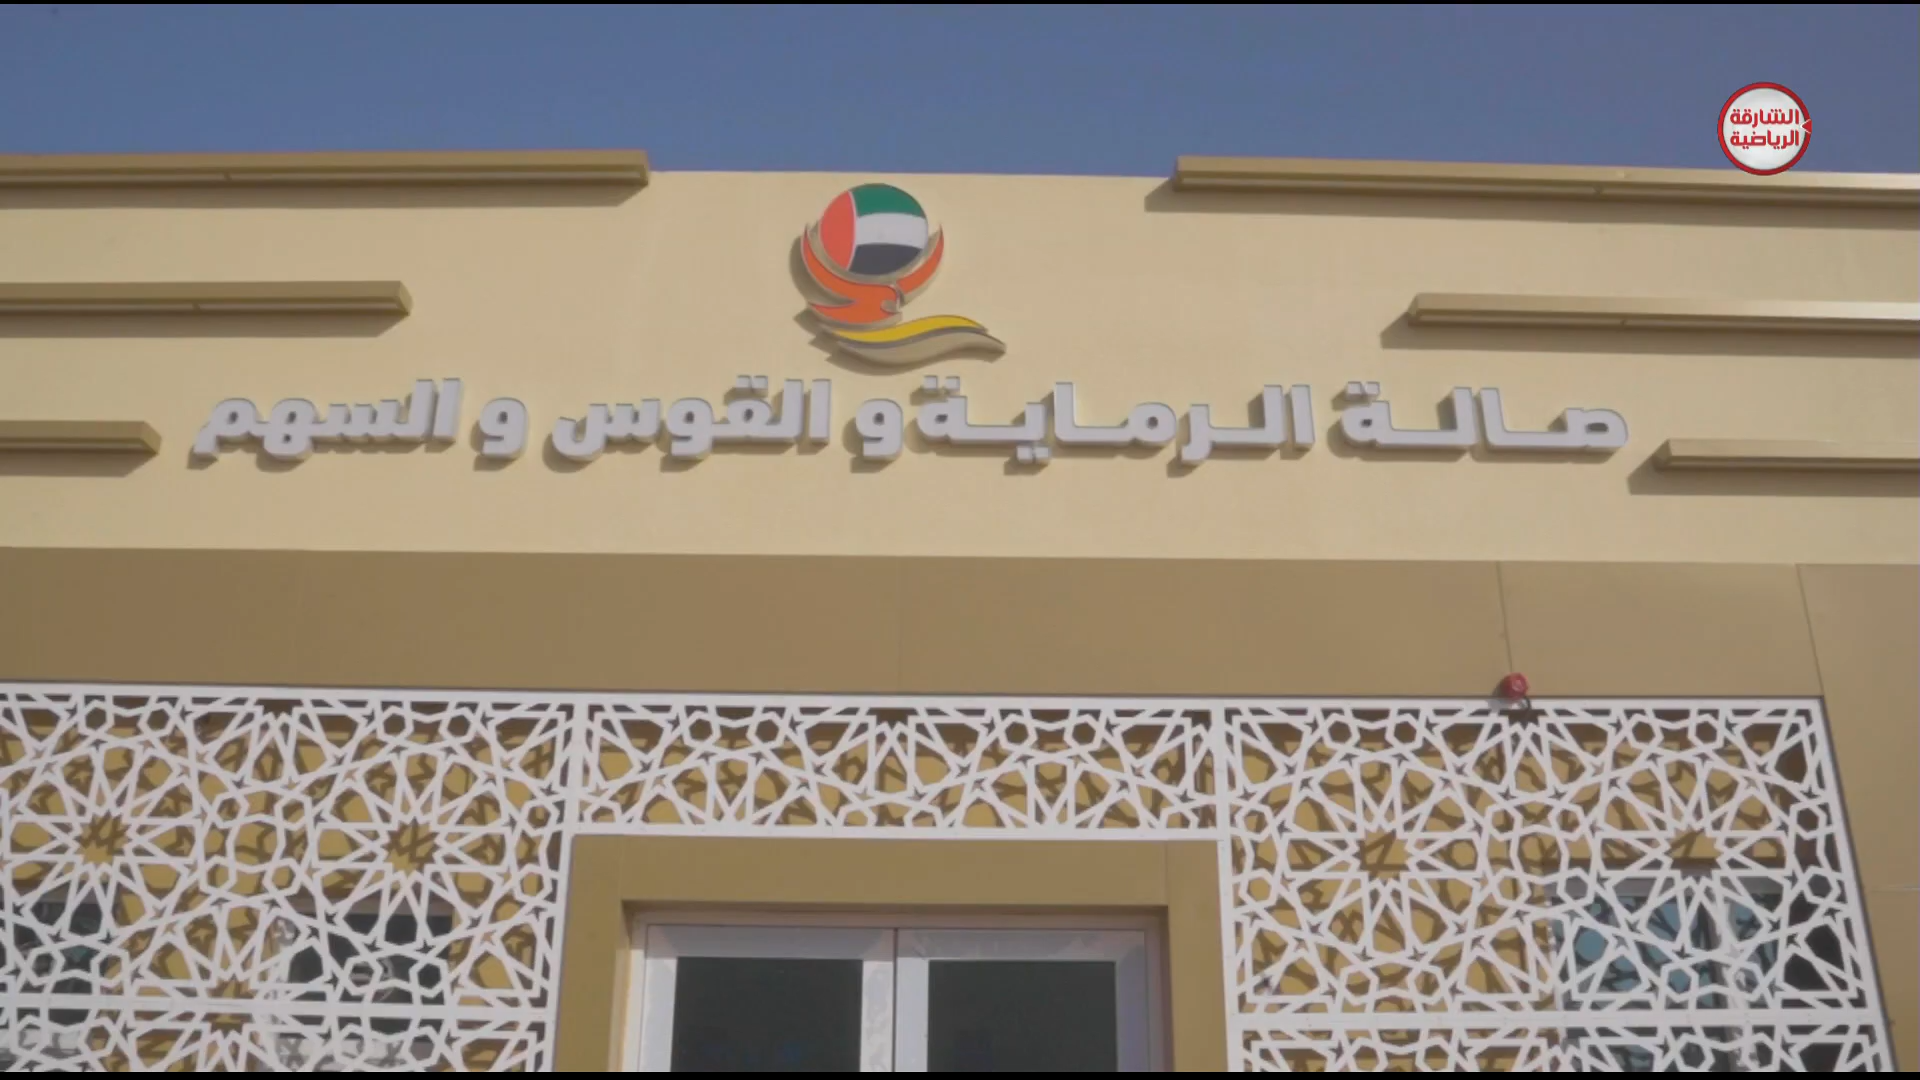 الشارقة
الرياضية
صالة الرماية و القوس و السهم